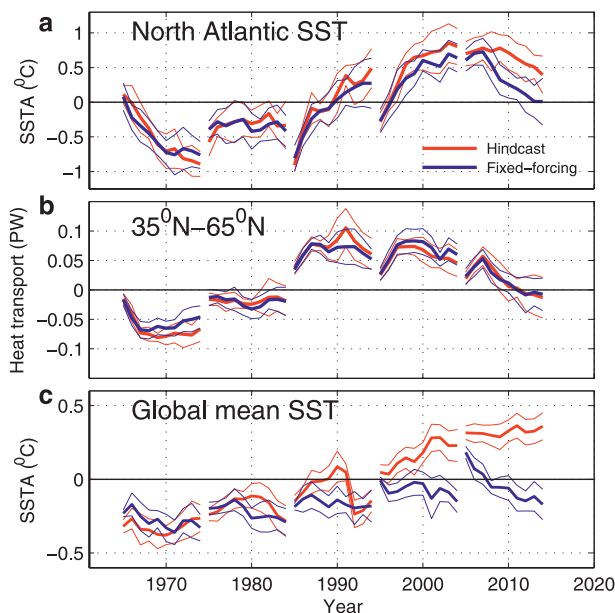 a North Atlantic SST
SSTA (⁰C)
1
0.5
0
−0.5
−1
Hindcast
Fixed−forcing
b 35⁰N−65⁰N
Heat transport (PW)
0.1
0.05
0
−0.05
−0.1
c Global mean SST
SSTA (⁰C)
0.5
0
−0.5
1970 1980 1990 2000 2010 2020
Year